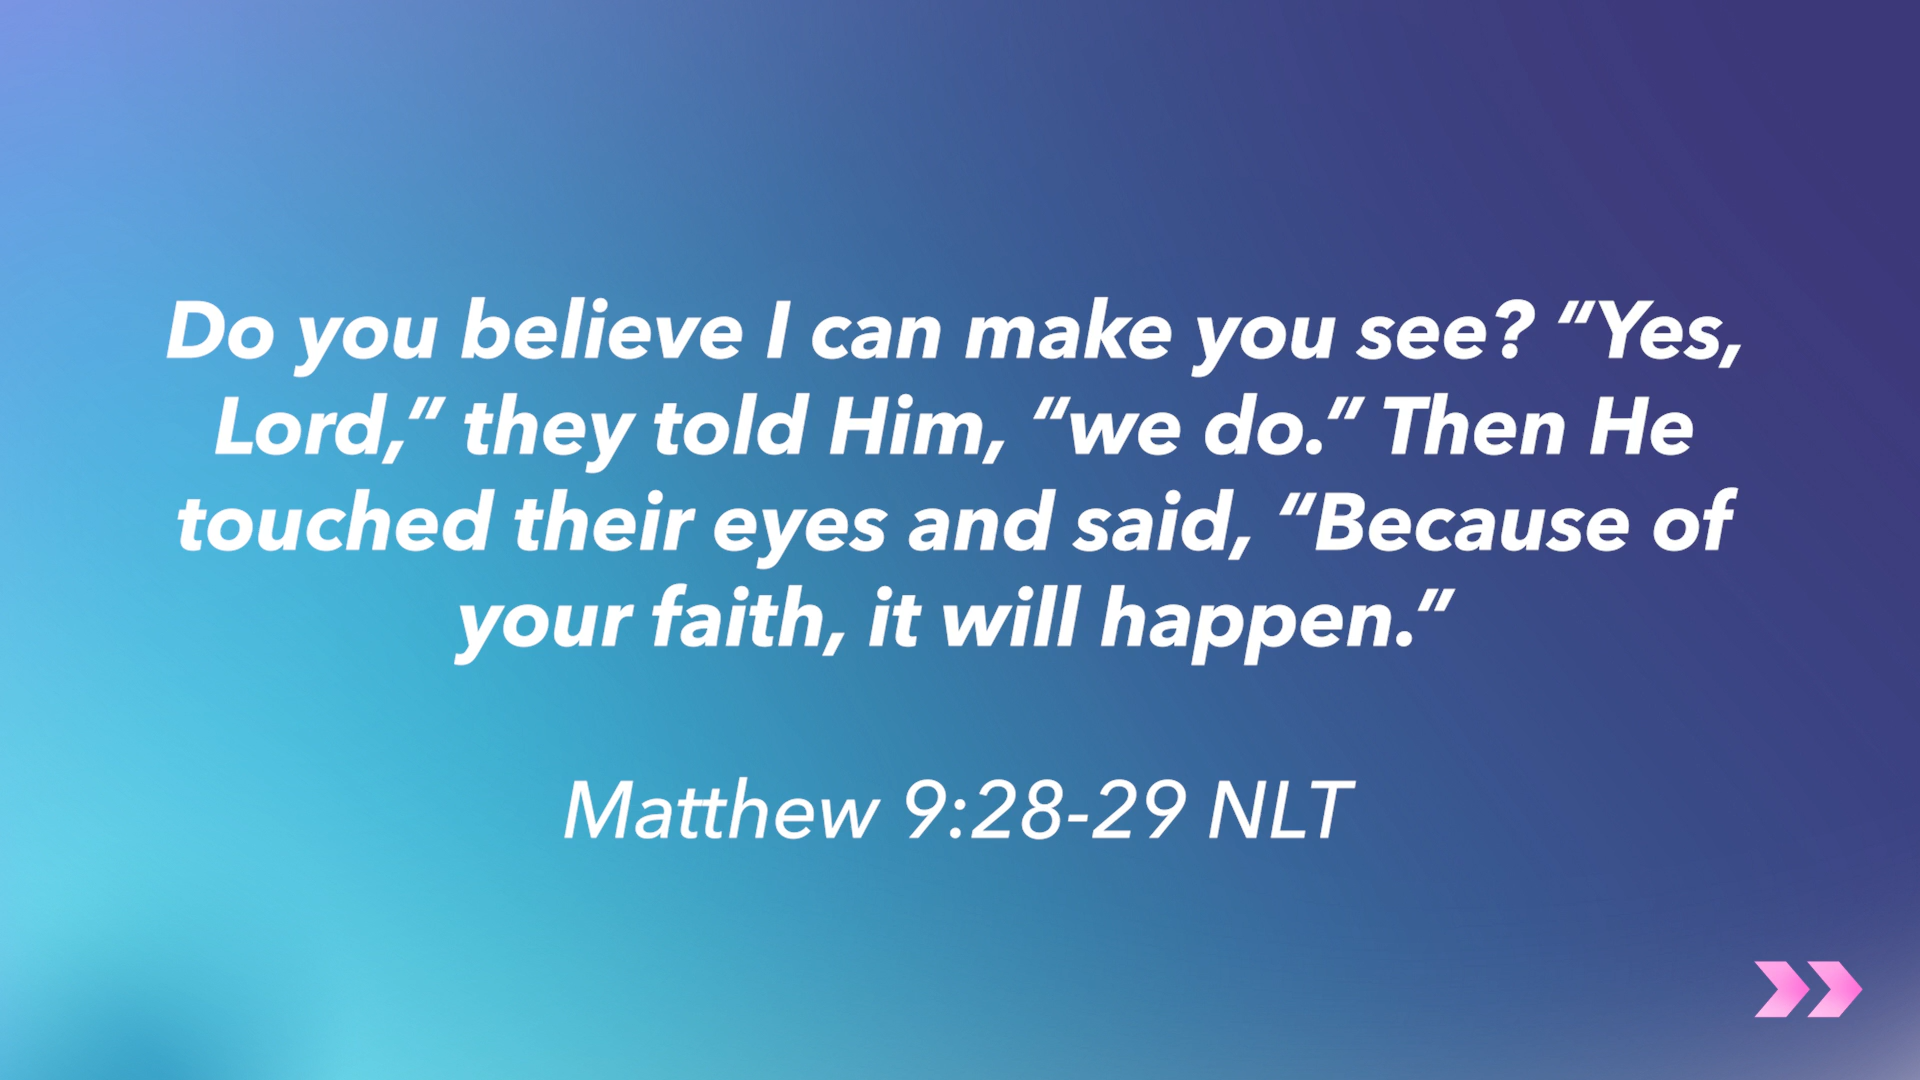 Do you believe I can make you see? “Yes,
Lord,” they told Him, “we do.” Then He
touched their eyes and said, “Because of
your faith, it will happen.”
Matthew 9:28-29 NLT